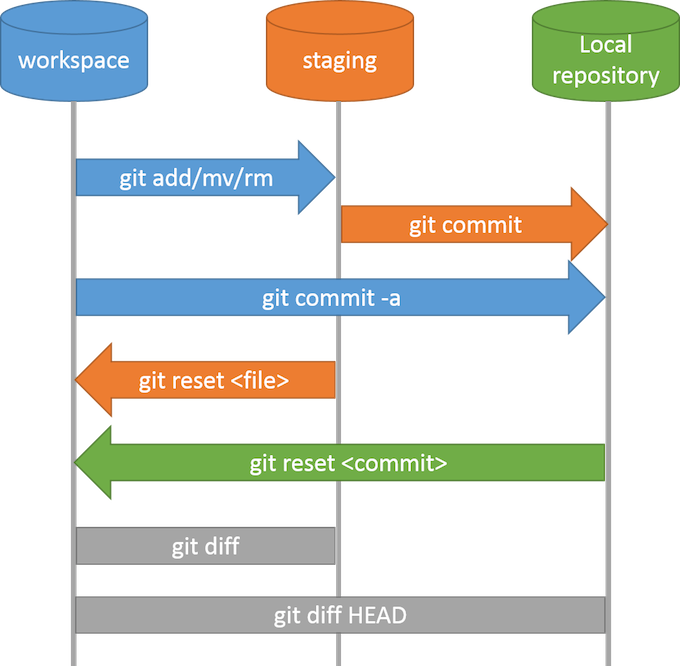 workspace
staging
Local
repository
git add/mv/rm
git commit
git commit -a
git reset <file>
git reset <commit>
git diff
git diff HEAD